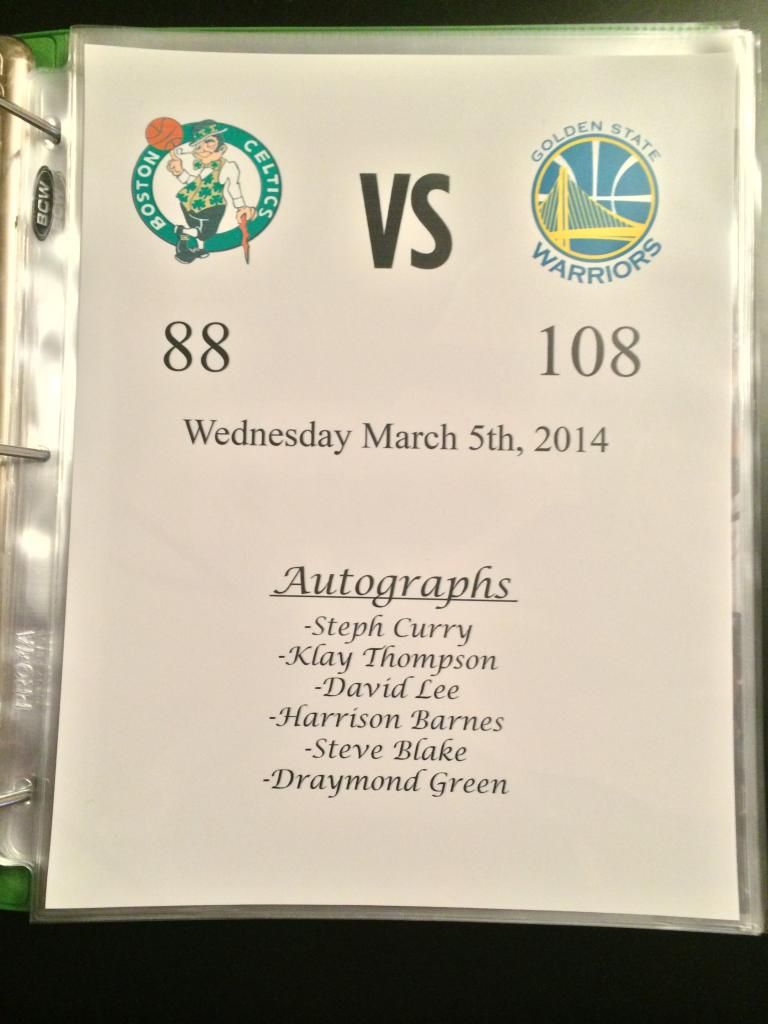 BOSTON CELTICS
VS
GOLDEN STATE
WARRIORS
88
108
Wednesday March 5th, 2014
Autographs
-Steph Curry
-Klay Thompson
-David Lee
-Harrison Barnes
-Steve Blake
-Draymond Green
BCW
PROMA